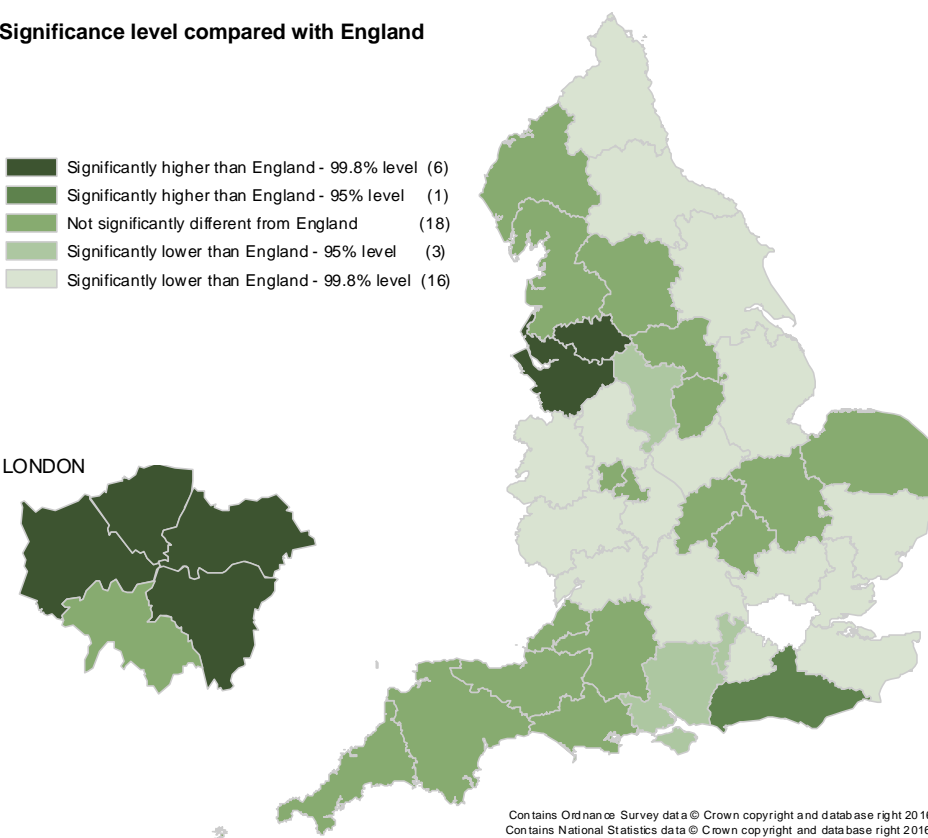 Significance level compared with England
Significantly higher than England - 99.8% level (6)
Significantly higher than England - 95% level (1)
Not significantly different from England (18)
Significantly lower than England - 95% level (3)
Significantly lower than England - 99.8% level (16)
LONDON
Contains Ordnance Survey data © Crown copyright and database right 2016
Contains National Statistics data © Crown copyright and database right 2016